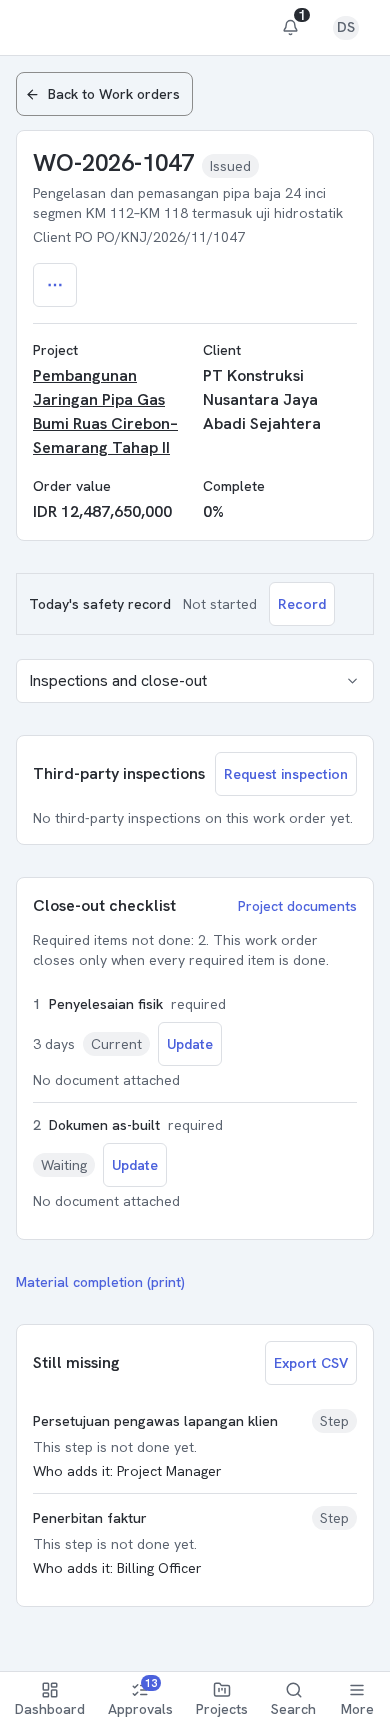 1
DS
Back to Work orders
WO-2026-1047 Issued
Pengelasan dan pemasangan pipa baja 24 inci
segmen KM 112–KM 118 termasuk uji hidrostatik
Client PO PO/KNJ/2026/11/1047
Project
Pembangunan
Jaringan Pipa Gas
Bumi Ruas Cirebon–
Semarang Tahap II
Client
PT Konstruksi
Nusantara Jaya
Abadi Sejahtera
Order value
IDR 12,487,650,000
Complete
0%
Today's safety record Not started Record
Inspections and close-out
Third-party inspections Request inspection
No third-party inspections on this work order yet.
Close-out checklist Project documents
Required items not done: 2. This work order
closes only when every required item is done.
1 Penyelesaian fisik required
3 days Current Update
No document attached
2 Dokumen as-built required
Waiting Update
No document attached
Material completion (print)
Still missing Export CSV
Persetujuan pengawas lapangan klien Step
This step is not done yet.
Who adds it: Project Manager
Penerbitan faktur Step
This step is not done yet.
Who adds it: Billing Officer
13
Dashboard Approvals Projects Search More